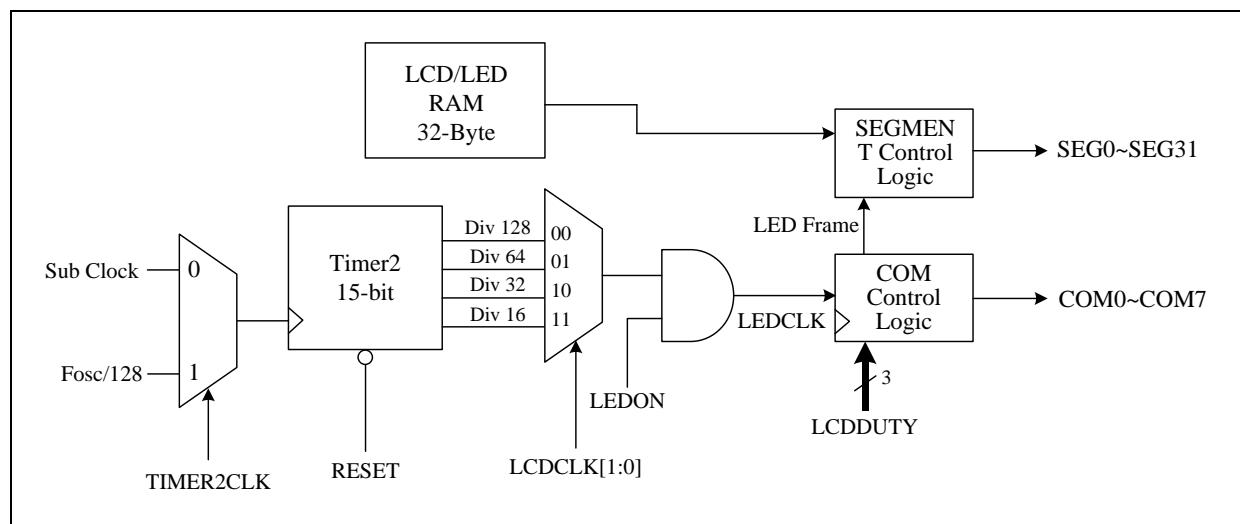 LCD/LED
RAM
32-Byte
SEGMEN
T Control
Logic
SEG0~SEG31
LED Frame
Sub Clock
0
Fosc/128
1
TIMER2CLK
Timer2
15-bit
RESET
Div 128
00
Div 64
01
Div 32
10
Div 16
11
LCDCLK[1:0]
LEDON
LEDCLK
COM
Control
Logic
COM0~COM7
3
LCDDUTY